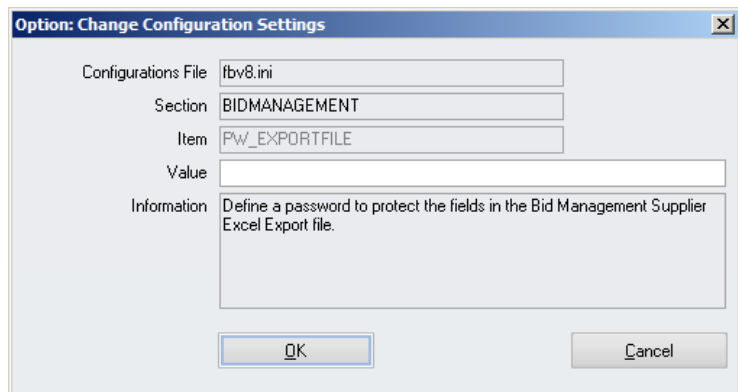 Option: Change Configuration Settings
Configurations File fbv8.ini
Section BIDMANAGEMENT
Item PW_EXPORTFILE
Value
Information Define a password to protect the fields in the Bid Management Supplier
Excel Export file.
OK Cancel